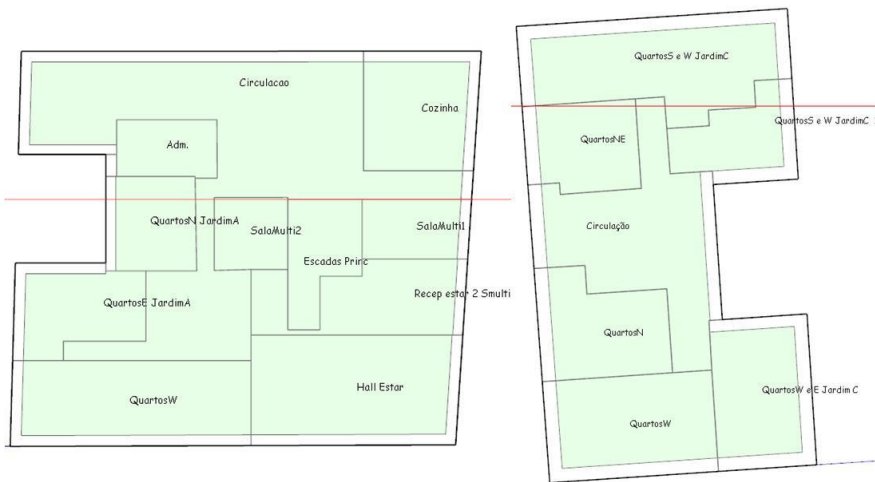 Circulacao
Cozinha
Adm.
QuartosN JardimA
SalaMulti2
SalaMulti1
Escadas Princ
Recep estar 2 Smulti
QuartosE JardimA
Hall Estar
QuartosW
QuartosS e W JardimC
QuartosS e W JardimC
QuartosNE
Circulação
QuartosN
QuartosW e E Jardim C
QuartosW